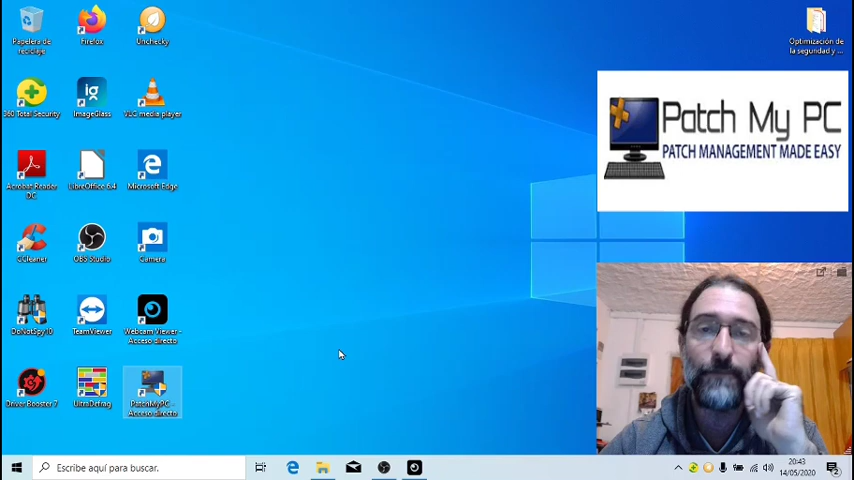 Papelera de
reciclaje
Firefox
Unchecky
Optimización de
la seguridad y ...
360 Total Security
ImageGlass
VLC media player
Patch My PC
PATCH MANAGEMENT MADE EASY
Acrobat Reader
DC
LibreOffice 6.4
Microsoft Edge
CCleaner
OBS Studio
Camera
DoNotSpy10
TeamViewer
Webcam Viewer -
Acceso directo
Driver Booster 7
UltraDefrag
PatchMyPC -
Acceso directo
Escribe aquí para buscar.
20:43
14/05/2020
2